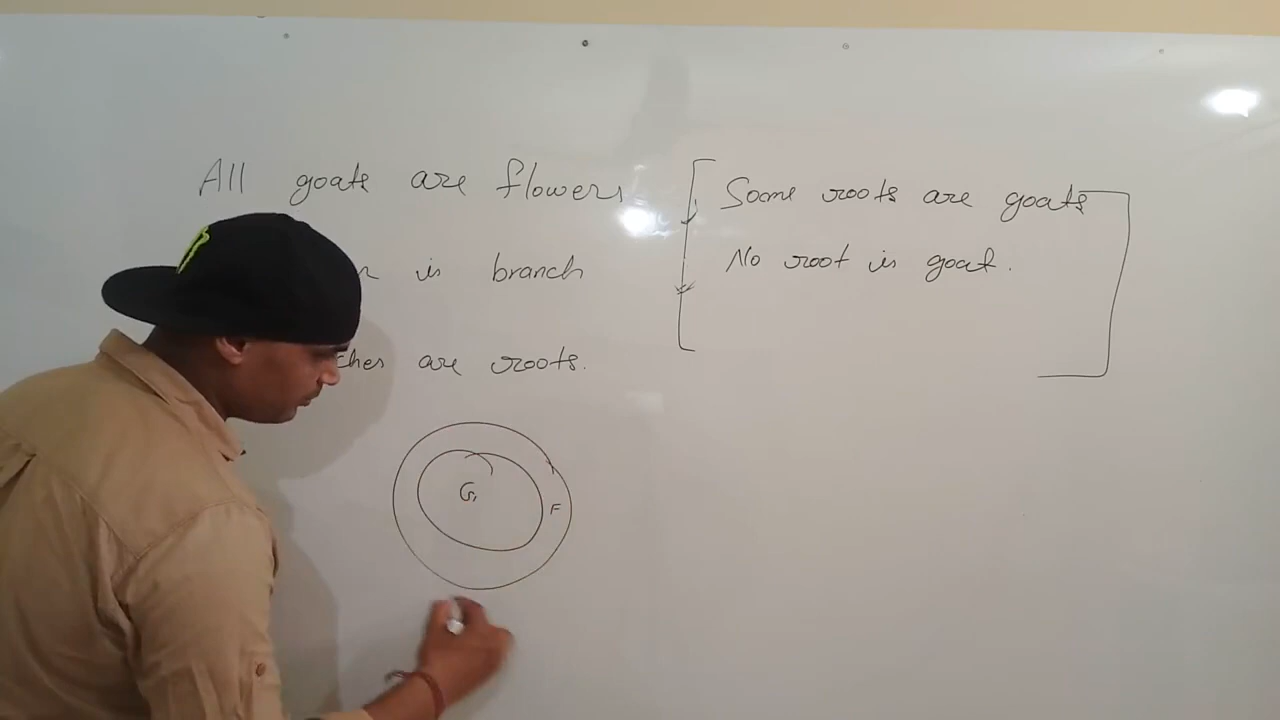 All goats are flowers
is branch
are roots.
Some roots are goats
No root is goat.
G
F